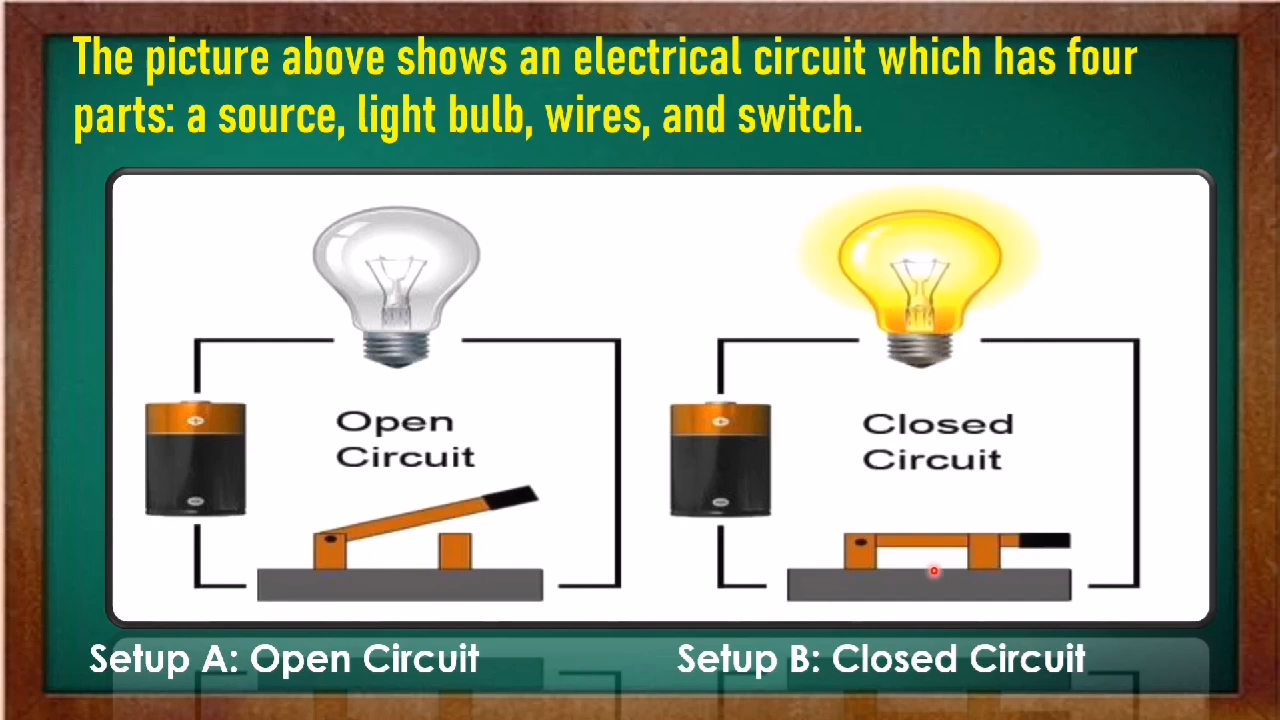 The picture above shows an electrical circuit which has four
parts: a source, light bulb, wires, and switch.
Open
Circuit
Closed
Circuit
Setup A: Open Circuit
Setup B: Closed Circuit